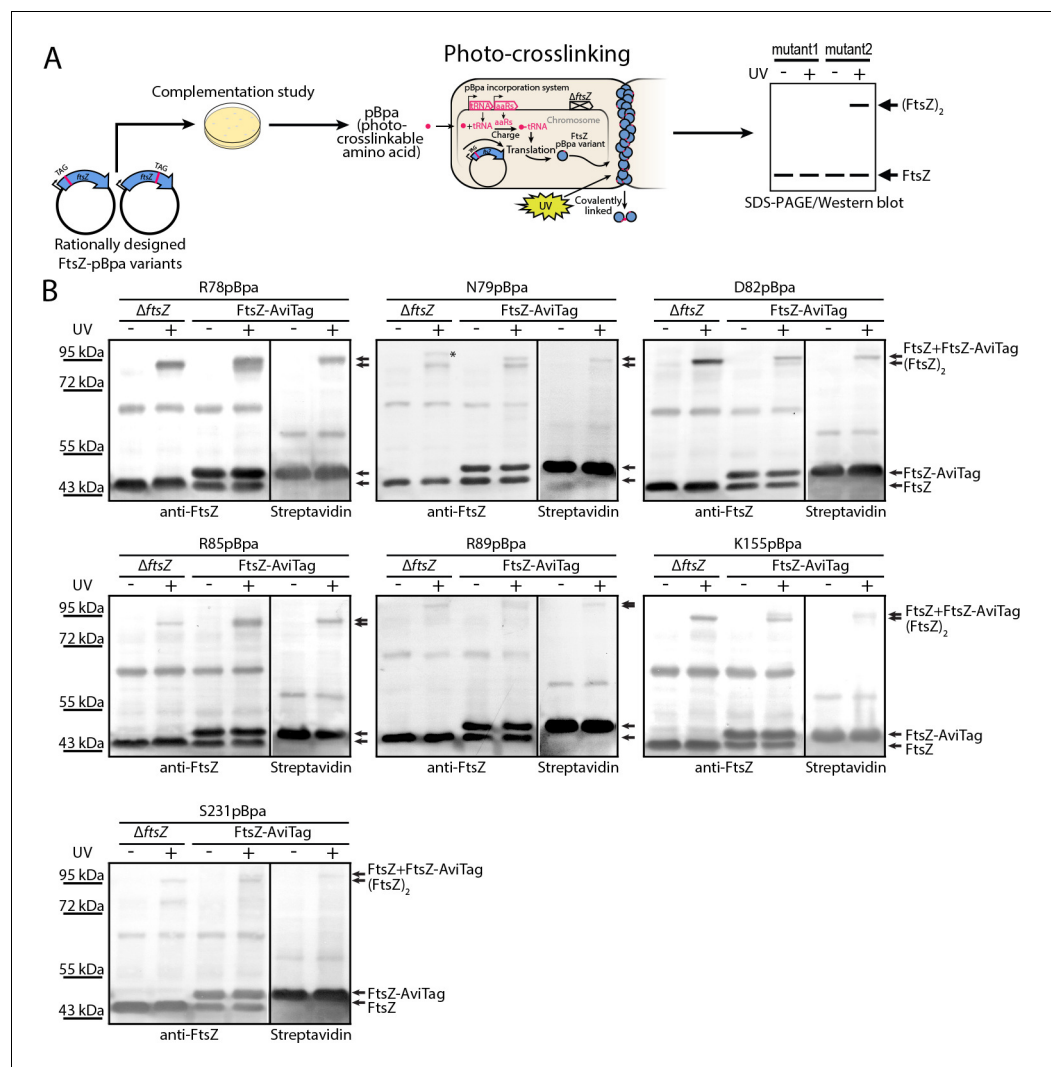 A
Complementation study
TAG
ftsZ
TAG
ftsZ
Rationally designed
FtsZ-pBpa variants
pBpa
(photo-
crosslinkable
amino acid)
Photo-crosslinking
pBpa incorporation system
ΔftsZ
tRNA aaRs
Chromosome
+tRNA aaRS -tRNA
Charge
TAG
Translation
FtsZ
pBpa variant
UV
Covalently
linked
mutant1 mutant2
UV - + - +
(FtsZ)2
FtsZ
SDS-PAGE/Western blot
B
R78pBpa
ΔftsZ FtsZ-AviTag
UV - + - + - +
95 kDa
72 kDa
55 kDa
43 kDa
anti-FtsZ Streptavidin
N79pBpa
ΔftsZ FtsZ-AviTag
- + - + - +
*
anti-FtsZ Streptavidin
D82pBpa
ΔftsZ FtsZ-AviTag
- + - + - +
FtsZ+FtsZ-AviTag
(FtsZ)2
FtsZ-AviTag
FtsZ
anti-FtsZ Streptavidin
R85pBpa
ΔftsZ FtsZ-AviTag
UV - + - + - +
95 kDa
72 kDa
55 kDa
43 kDa
anti-FtsZ Streptavidin
R89pBpa
ΔftsZ FtsZ-AviTag
- + - + - +
anti-FtsZ Streptavidin
K155pBpa
ΔftsZ FtsZ-AviTag
- + - + - +
FtsZ+FtsZ-AviTag
(FtsZ)2
FtsZ-AviTag
FtsZ
anti-FtsZ Streptavidin
S231pBpa
ΔftsZ FtsZ-AviTag
UV - + - + - +
95 kDa
72 kDa
55 kDa
43 kDa
FtsZ+FtsZ-AviTag
(FtsZ)2
FtsZ-AviTag
FtsZ
anti-FtsZ Streptavidin